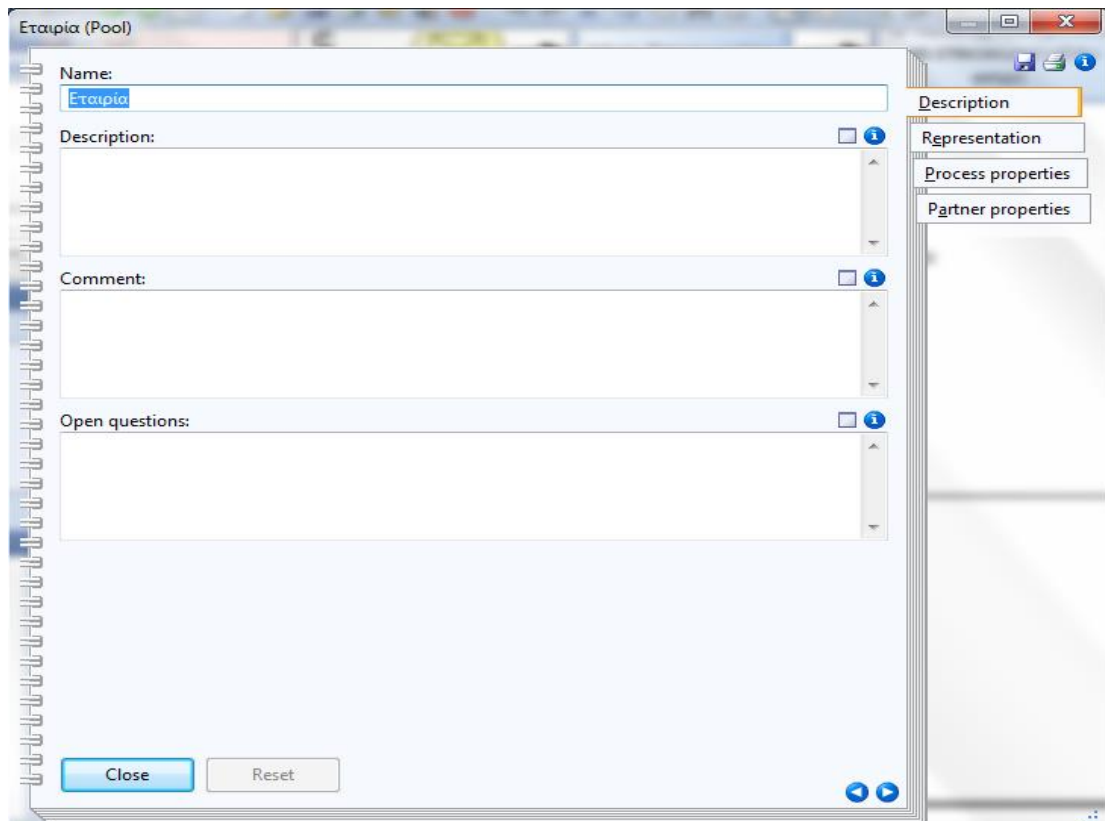 Εταιρία (Pool)
Name:
Εταιρία
Description:
Comment:
Open questions:
Close
Reset
Description
Representation
Process properties
Partner properties